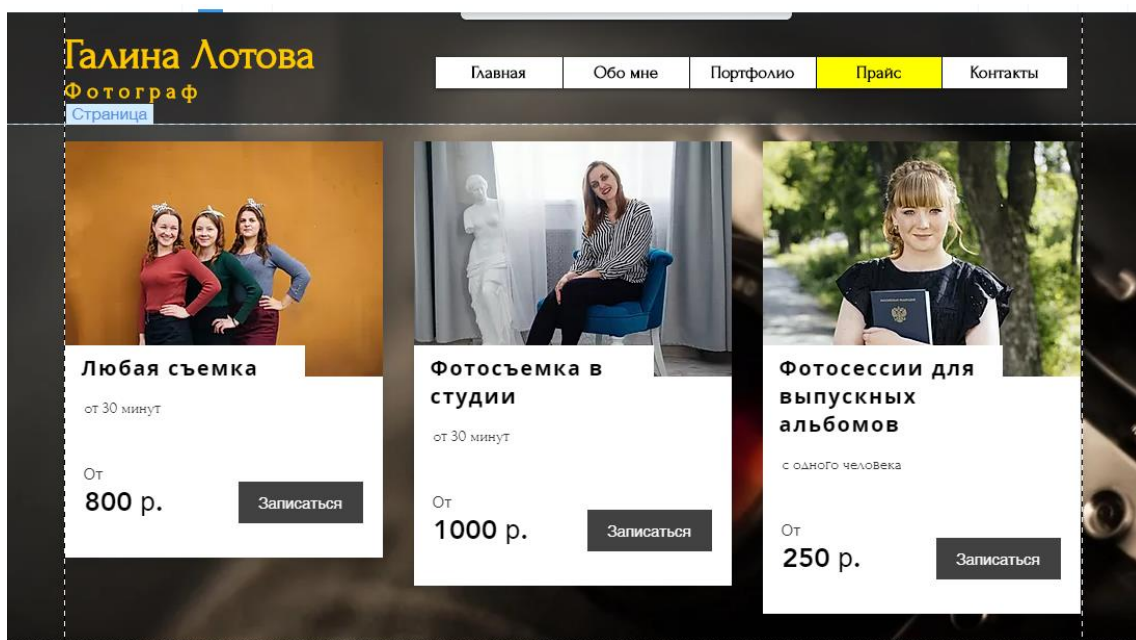 Галина Лотова
Фотограф
Страница
Главная Обо мне Портфолио Прайс Контакты
Любая съемка
от 30 минут
От
800 р.
Записаться
Фотосъемка в
студии
от 30 минут
От
1000 р.
Записаться
Фотосессии для
выпускных
альбомов
с одного человека
От
250 р.
Записаться